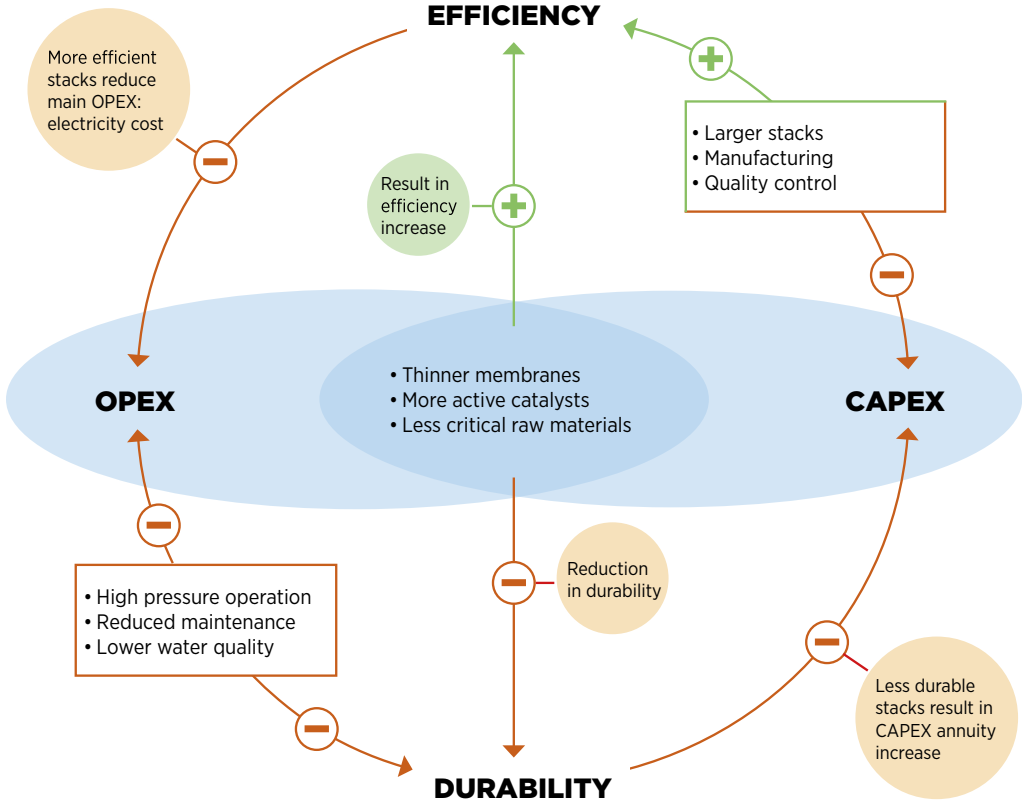 EFFICIENCY
More efficient
stacks reduce
main OPEX:
electricity cost
• Larger stacks
• Manufacturing
• Quality control
Result in
efficiency
increase
• Thinner membranes
• More active catalysts
• Less critical raw materials
OPEX
CAPEX
Reduction
in durability
• High pressure operation
• Reduced maintenance
• Lower water quality
Less durable
stacks result in
CAPEX annuity
increase
DURABILITY